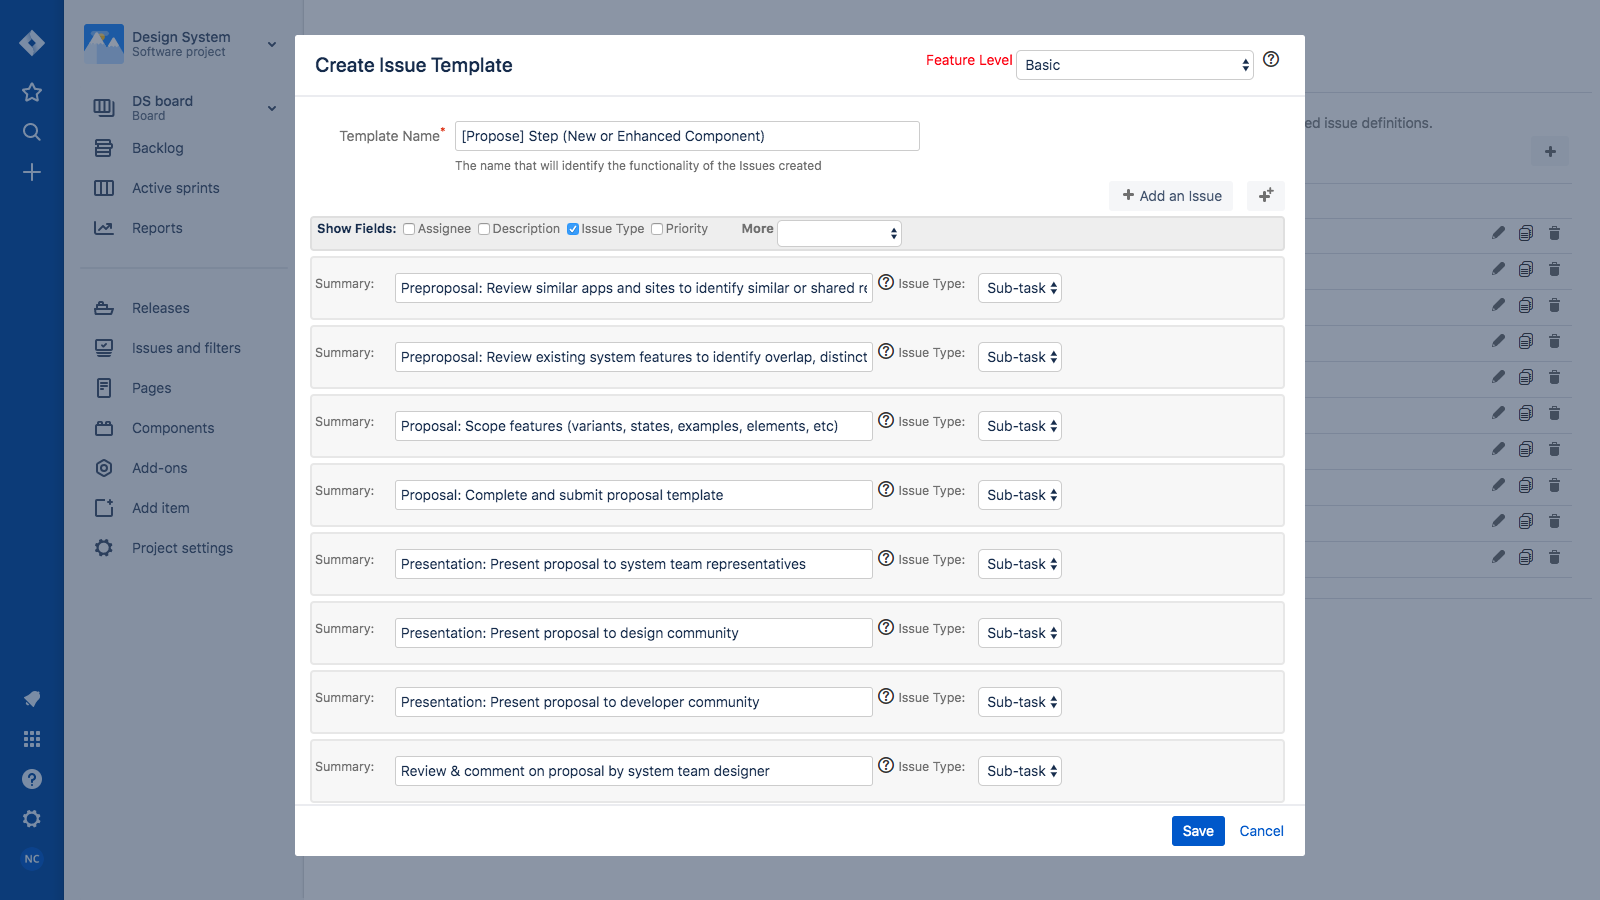 Design System
Software project
DS board
Board
Backlog
Active sprints
Reports
Releases
Issues and filters
Pages
Components
Add-ons
Add item
Project settings
NC
Create Issue Template
Feature Level Basic
Template Name* [Propose] Step (New or Enhanced Component)
The name that will identify the functionality of the Issues created
+ Add an Issue
Show Fields: Assignee Description Issue Type Priority More
Summary: Preproposal: Review similar apps and sites to identify similar or shared re Issue Type: Sub-task
Summary: Preproposal: Review existing system features to identify overlap, distinct Issue Type: Sub-task
Summary: Proposal: Scope features (variants, states, examples, elements, etc) Issue Type: Sub-task
Summary: Proposal: Complete and submit proposal template Issue Type: Sub-task
Summary: Presentation: Present proposal to system team representatives Issue Type: Sub-task
Summary: Presentation: Present proposal to design community Issue Type: Sub-task
Summary: Presentation: Present proposal to developer community Issue Type: Sub-task
Summary: Review & comment on proposal by system team designer Issue Type: Sub-task
Save Cancel
ed issue definitions.